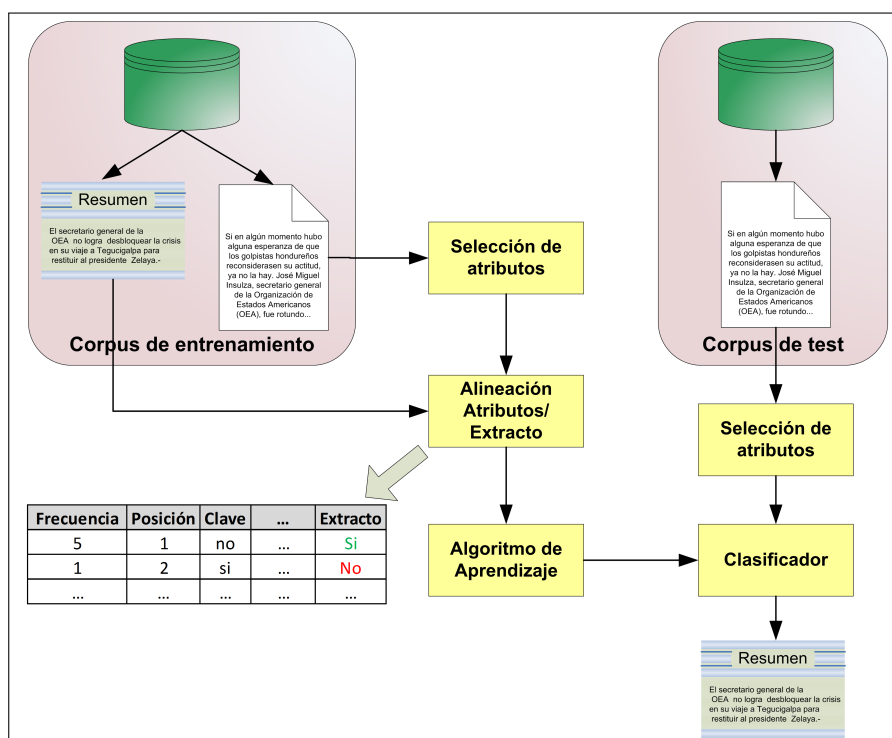 Resumen
El secretario general de la
OEA no logra desbloquear la crisis
en su viaje a Tegucigalpa para
restituir al presidente Zelaya.-
Si en algún momento hubo
alguna esperanza de que
los golpistas hondureños
reconsiderasen su actitud,
ya no la hay. José Miguel
Insulza, secretario general
de la Organización de
Estados Americanos
(OEA), fue rotundo...
Corpus de entrenamiento
Selección de
atributos
Alineación
Atributos/
Extracto
Frecuencia Posición Clave ... Extracto
5 1 no ... Si
1 2 si ... No
... ... ... ... ...
Algoritmo de
Aprendizaje
Si en algún momento hubo
alguna esperanza de que
los golpistas hondureños
reconsiderasen su actitud,
ya no la hay. José Miguel
Insulza, secretario general
de la Organización de
Estados Americanos
(OEA), fue rotundo...
Corpus de test
Selección de
atributos
Clasificador
Resumen
El secretario general de la
OEA no logra desbloquear la crisis
en su viaje a Tegucigalpa para
restituir al presidente Zelaya.-